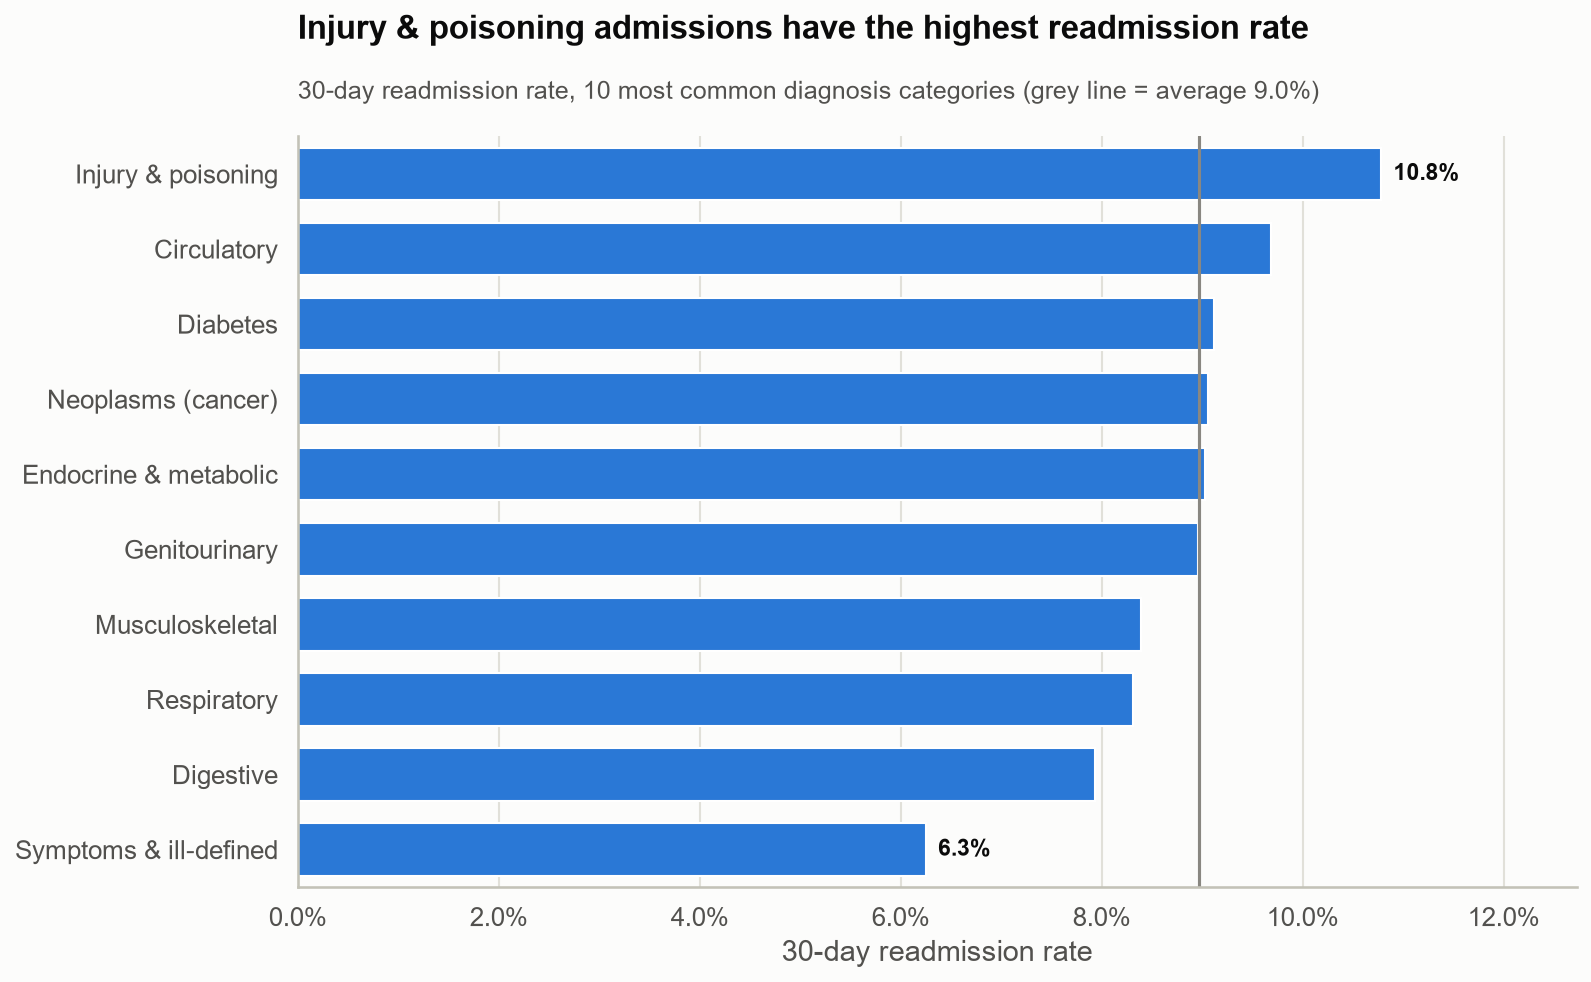 Injury & poisoning admissions have the highest readmission rate
30-day readmission rate, 10 most common diagnosis categories (grey line = average 9.0%)
Injury & poisoning
10.8%
Circulatory
Diabetes
Neoplasms (cancer)
Endocrine & metabolic
Genitourinary
Musculoskeletal
Respiratory
Digestive
Symptoms & ill-defined
6.3%
0.0% 2.0% 4.0% 6.0% 8.0% 10.0% 12.0%
30-day readmission rate